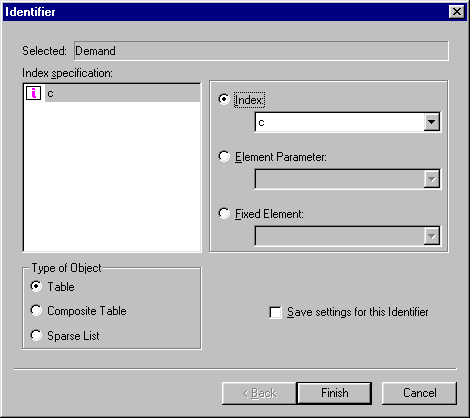 Identifier
Selected: Demand
Index specification:
i c
Index:
c
Element Parameter:
Fixed Element:
Type of Object
Table
Composite Table
Sparse List
Save settings for this Identifier
< Back
Finish
Cancel